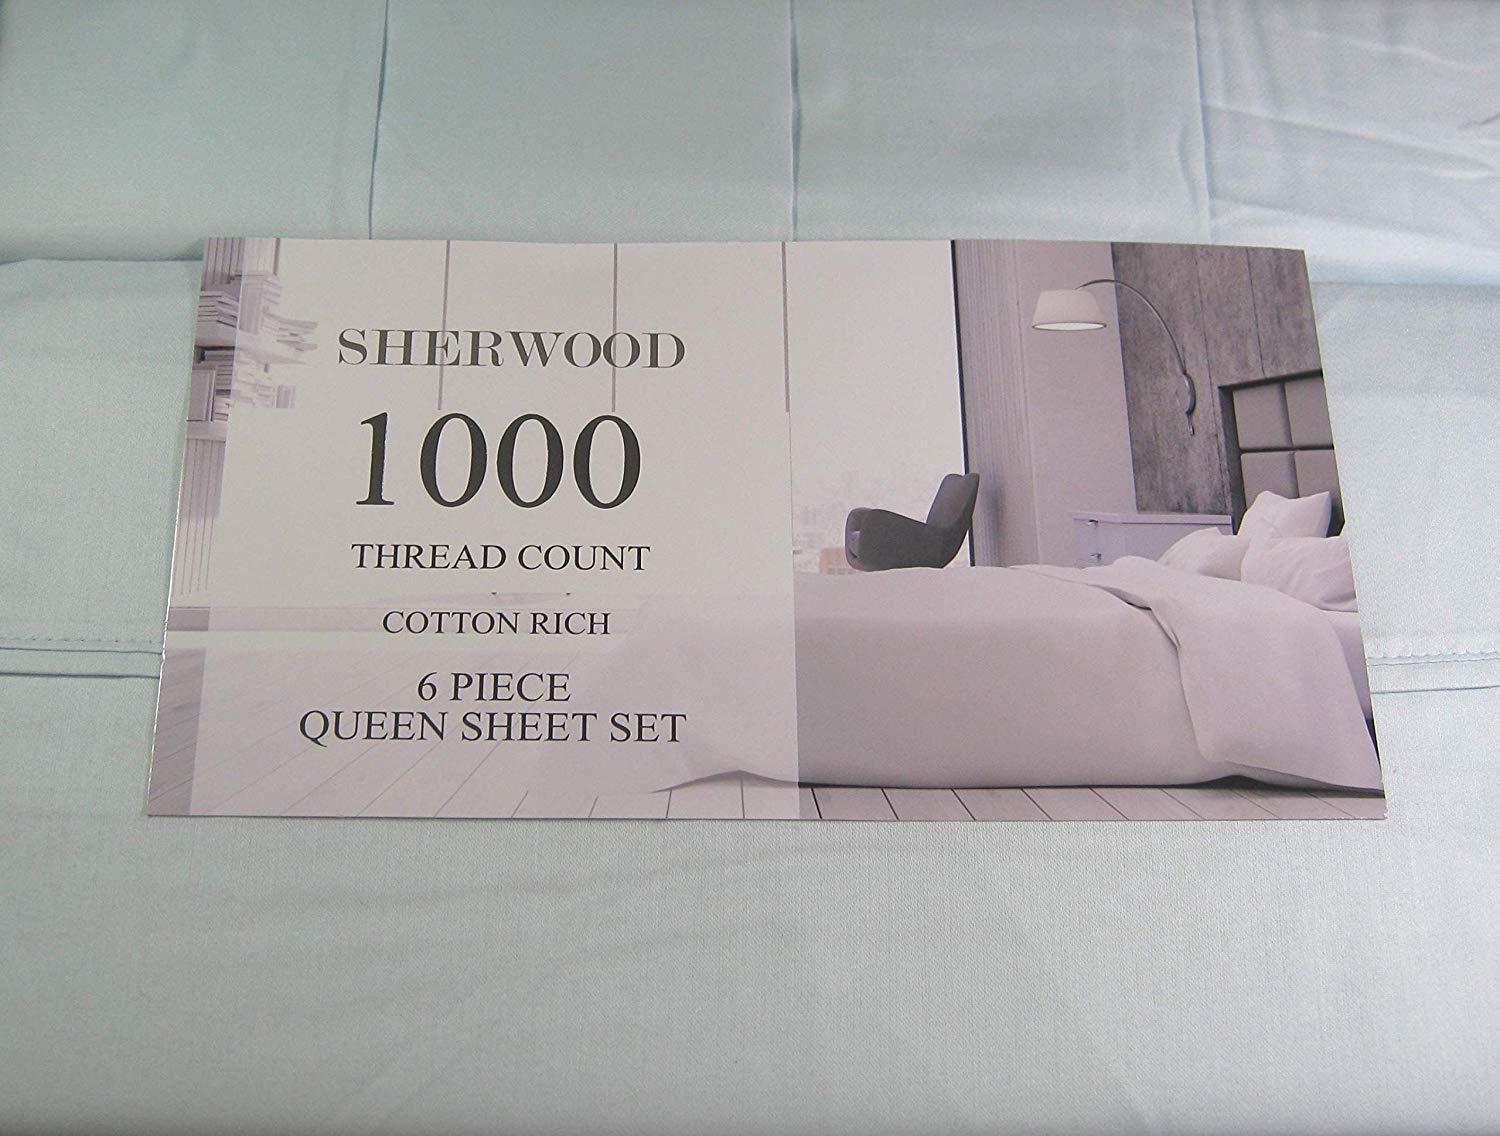 SHERWOOD
1000
THREAD COUNT
COTTON RICH
6 PIECE
QUEEN SHEET SET